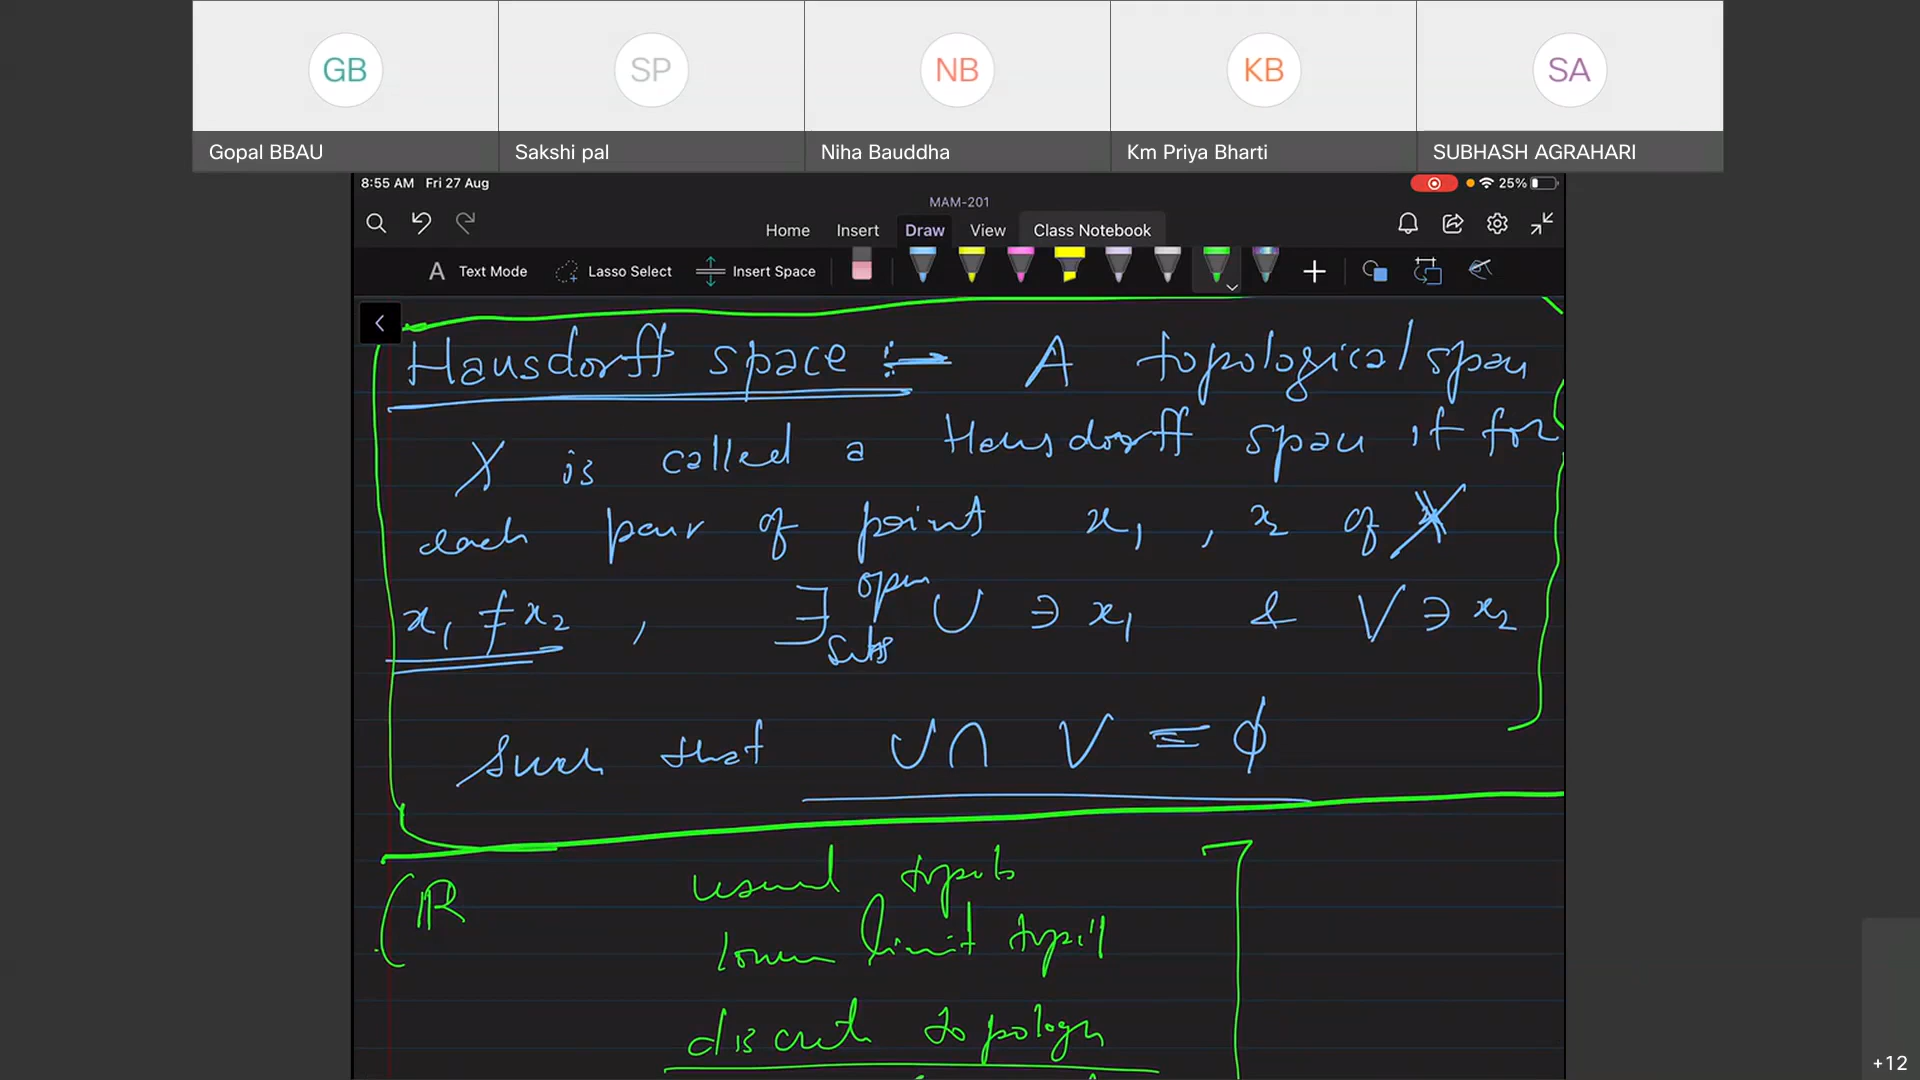 GB SP NB KB SA
Gopal BBAU Sakshi pal Niha Bauddha Km Priya Bharti SUBHASH AGRAHARI
8:55 AM Fri 27 Aug 25%
MAM-201
Home Insert Draw View Class Notebook
A Text Mode Lasso Select Insert Space
Hausdorff space :- A topological space
X is called a Hausdorff space if for
each pair of point x₁, x₂ of X
x₁ ≠ x₂, ∃ open sets U ∋ x₁ & V ∋ x₂
Such that U ∩ V = ϕ
(ℝ usual
lower limit
discrete topology
+12